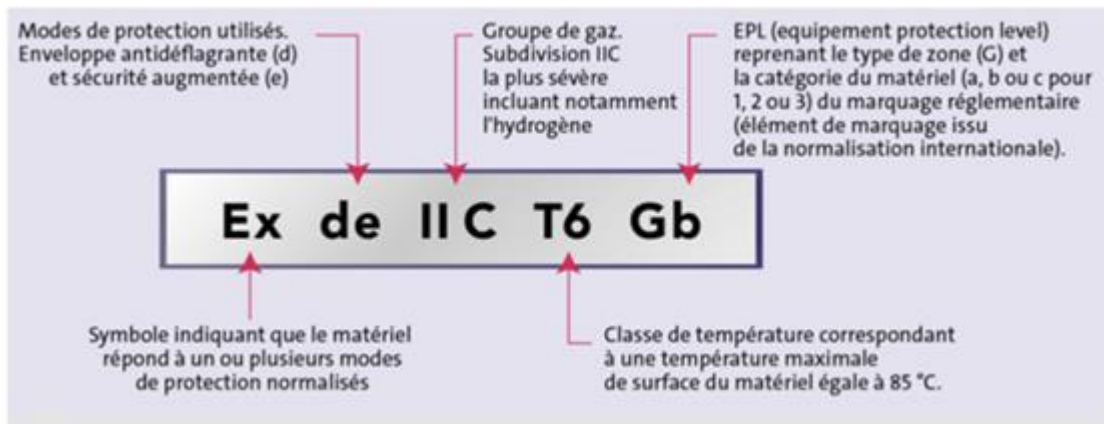 Modes de protection utilisés.
Enveloppe antidéflagrante (d)
et sécurité augmentée (e)
Groupe de gaz.
Subdivision IIC
la plus sévère
incluant notamment
l'hydrogène
EPL (equipement protection level)
reprenant le type de zone (G) et
la catégorie du matériel (a, b ou c pour
1, 2 ou 3) du marquage réglementaire
(élément de marquage issu
de la normalisation internationale).
Ex de II C T6 Gb
Symbole indiquant que le matériel
répond à un ou plusieurs modes
de protection normalisés
Classe de température correspondant
à une température maximale
de surface du matériel égale à 85 °C.